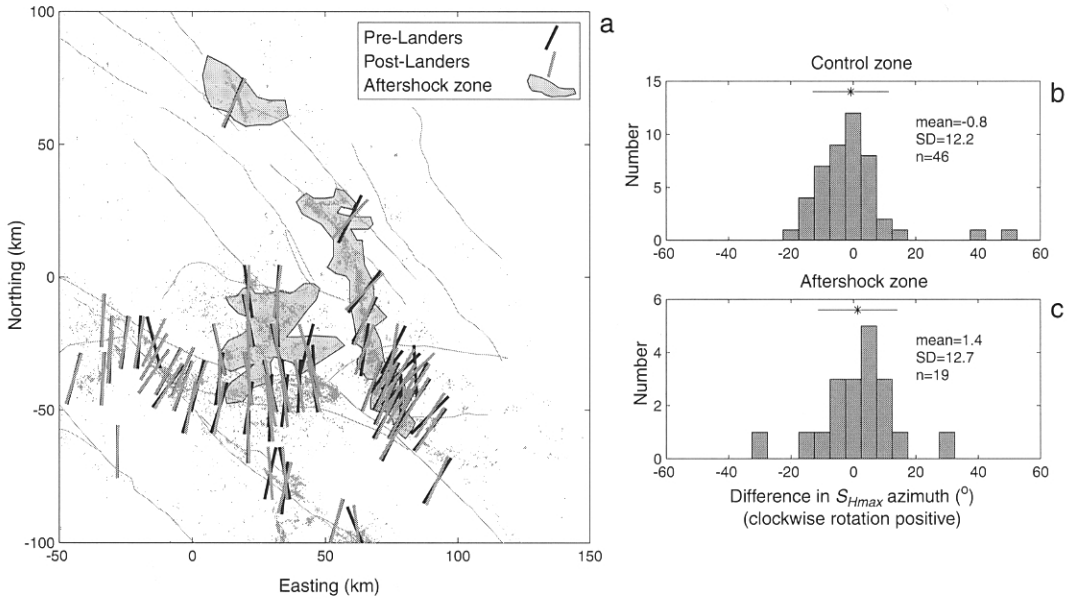 a
Pre-Landers
Post-Landers
Aftershock zone
100
50
0
-50
-100
Northing (km)
-50
0
50
100
150
Easting (km)
Control zone
b
15
10
5
0
Number
mean=-0.8
SD=12.2
n=46
-60
-40
-20
0
20
40
60
Aftershock zone
c
6
4
2
0
Number
mean=1.4
SD=12.7
n=19
-60
-40
-20
0
20
40
60
Difference in SHmax azimuth (°)
(clockwise rotation positive)